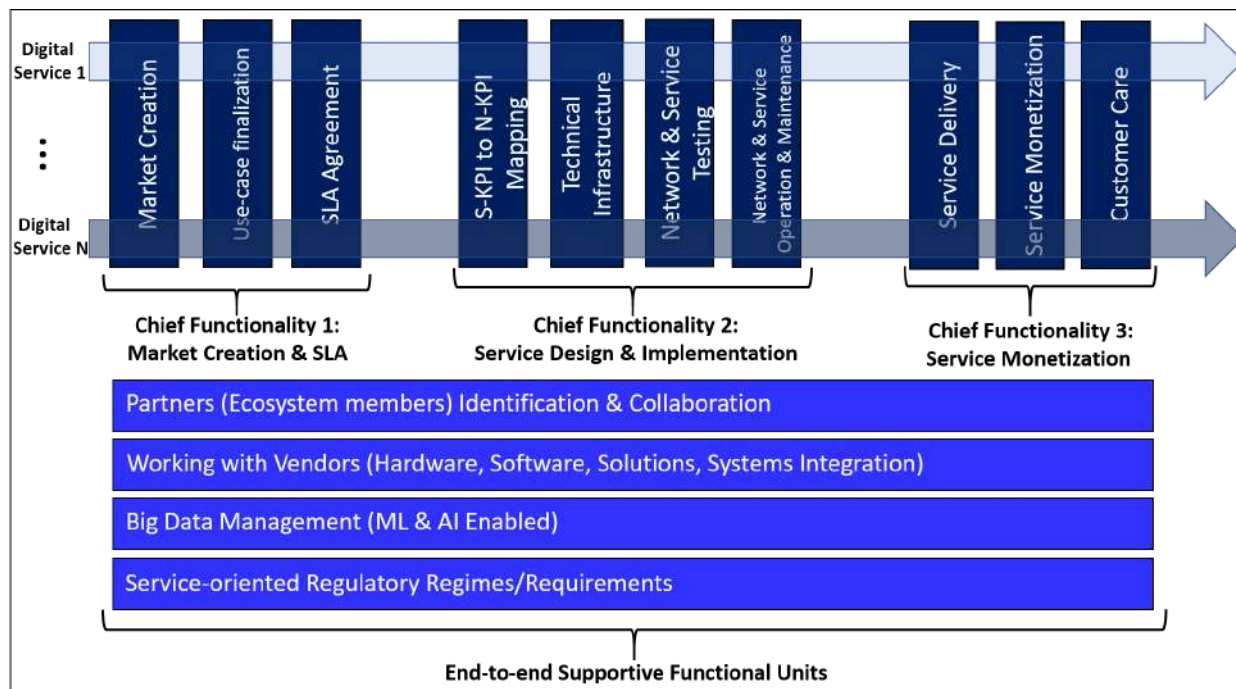 Digital
Service 1
...
Digital
Service N
Market Creation
Use-case finalization
SLA Agreement
S-KPI to N-KPI
Mapping
Technical
Infrastructure
Network & Service
Testing
Network & Service
Operation & Maintenance
Service Delivery
Service Monetization
Customer Care
Chief Functionality 1:
Market Creation & SLA
Chief Functionality 2:
Service Design & Implementation
Chief Functionality 3:
Service Monetization
Partners (Ecosystem members) Identification & Collaboration
Working with Vendors (Hardware, Software, Solutions, Systems Integration)
Big Data Management (ML & AI Enabled)
Service-oriented Regulatory Regimes/Requirements
End-to-end Supportive Functional Units